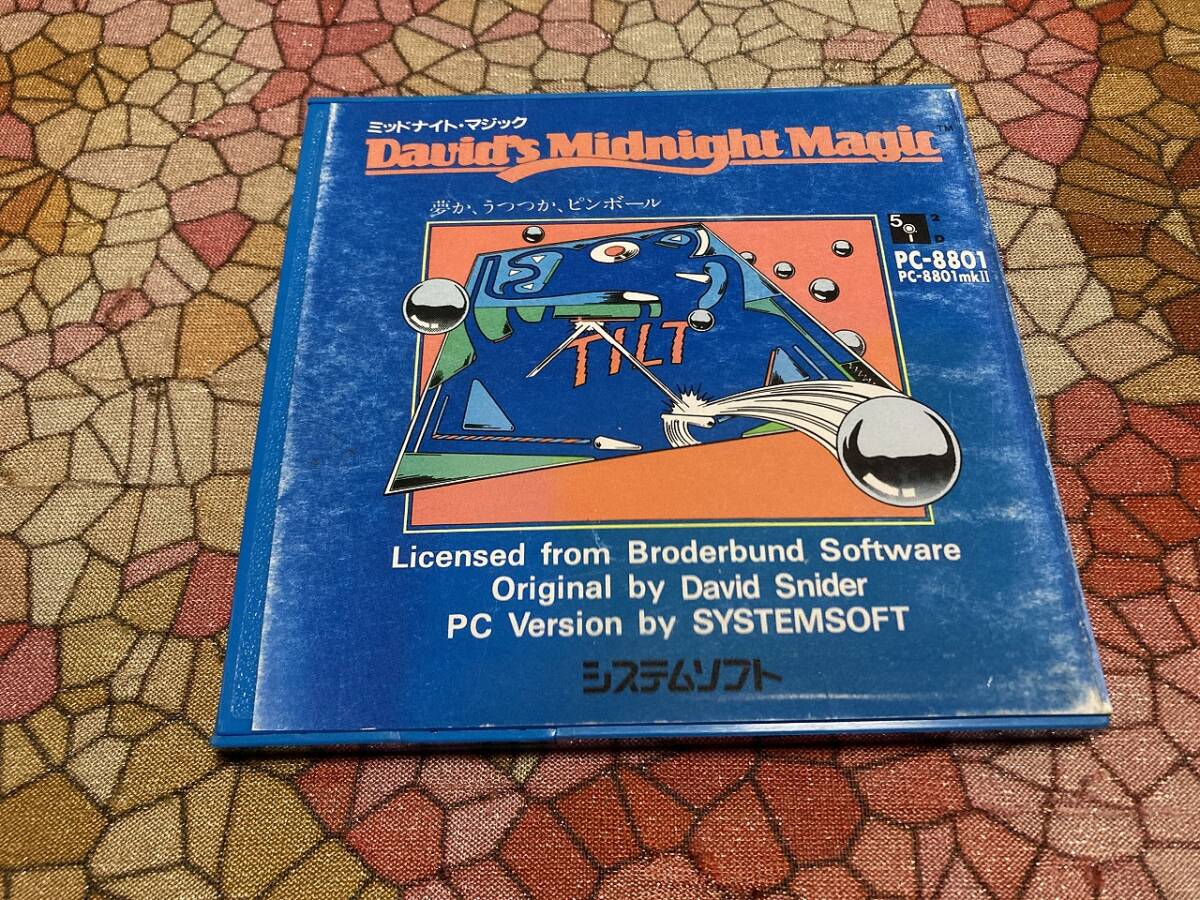 ミッドナイト・マジック
David's Midnight Magic™
夢か、うつつか、ピンボール
5 2
D
PC-8801
PC-8801mkII
TILT
Licensed from Broderbund Software
Original by David Snider
PC Version by SYSTEMSOFT
システムソフト